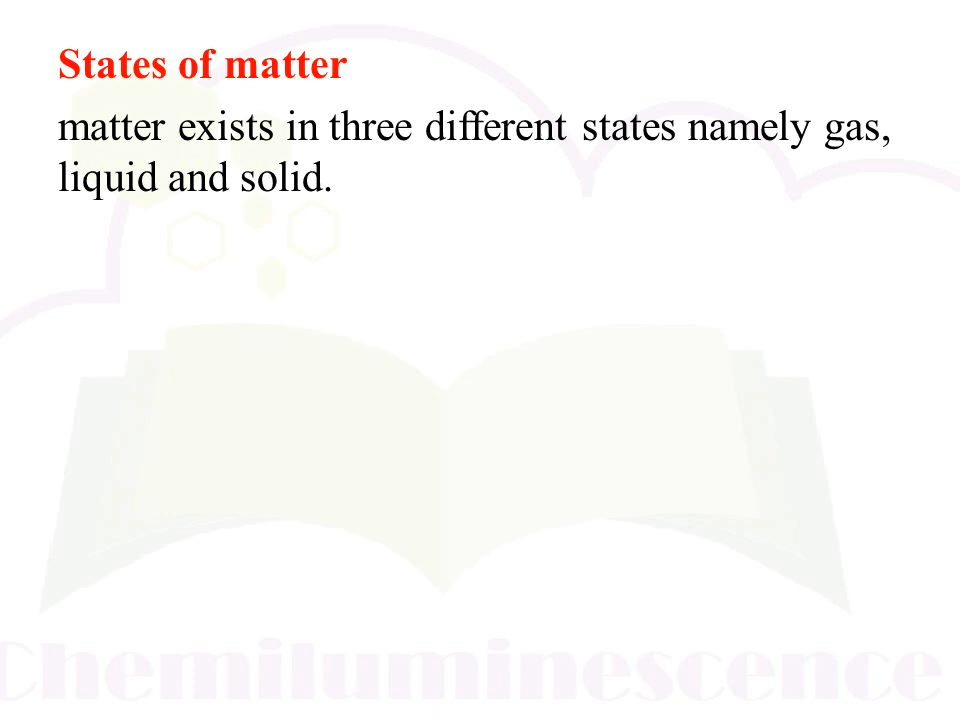 States of matter
matter exists in three different states namely gas,
liquid and solid.
Chemiluminescence